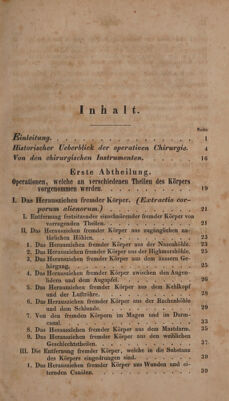 Inhalt.
Seite
Einleitung. . . . . . . . . . . . . . . 1
Historischer Ueberblick der operativen Chirurgie. 4
Von den chirurgischen Instrumenten. . . . . . 16
Erste Abtheilung.
Operationen, welche an verschiedenen Theilen des Körpers
vorgenommen werden. . . . . . . . . . . 19
I. Das Herausziehen fremder Körper. (Extractio cor-
porum alienorum.) . . . . . . . . . . 21
I. Entfernung festsitzender einschnürender fremder Körper von
vorragenden Theilen. . . . . . . . . . 21
II. Das Herausziehen fremder Körper aus zugänglichen na-
türlichen Höhlen. . . . . . . . . . . 23
1. Das Herausziehen fremder Körper aus der Nasenhöhle. 23
2. Das Herausziehen fremder Körper aus der Highmorshöhle. 25
3. Das Herausziehen fremder Körper aus dem äussern Ge-
hörgang. . . . . . . . . . . . . 25
4. Das Herausziehen fremder Körper zwischen den Augen-
lidern und dem Augapfel. . . . . . . . 26
5. Das Herausziehen fremder Körper aus dem Kehlkopf
und der Luftröhre. . . . . . . . . . 28
6. Das Herausziehen fremder Körper aus der Rachenhöhle
und dem Schlunde. . . . . . . . . . 29
7. Von den fremden Körpern im Magen und in Darm-
canal. . . . . . . . . . . . . . 33
8. Das Herausziehen fremder Körper aus dem Mastdarm. 35
9. Das Herausziehen fremder Körper aus den weiblichen
Geschlechtstheilen. . . . . . . . . . 37
III. Die Entfernung fremder Körper, welche in die Substanz
des Körpers eingedrungen sind. . . . . . . 39
1. Das Herausziehen fremder Körper aus Wunden und ei-
ternden Canälen. . . . . . . . . . . 39